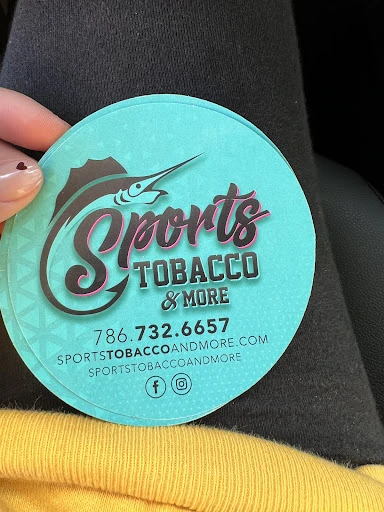 Sports
TOBACCO
& MORE
786.732.6657
SPORTSTOBACCOANDMORE.COM
SPORTSTOBACCOANDMORE
f